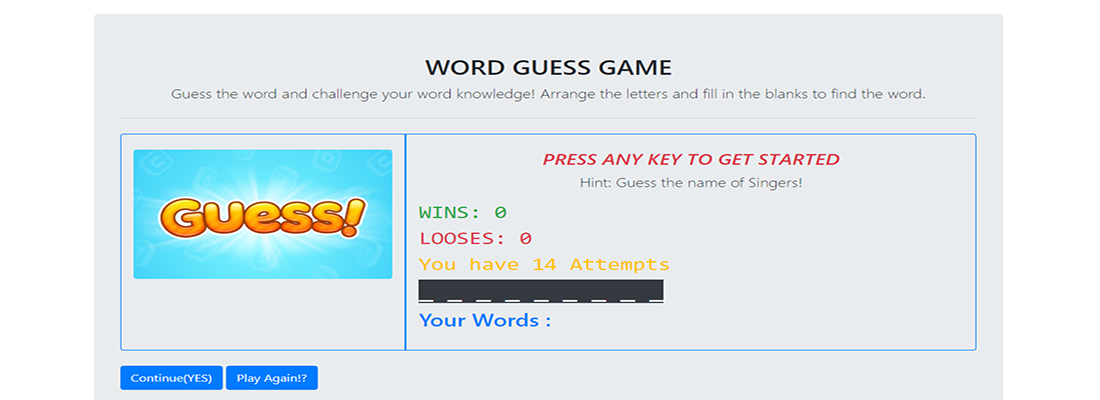 WORD GUESS GAME
Guess the word and challenge your word knowledge! Arrange the letters and fill in the blanks to find the word.
Guess!
PRESS ANY KEY TO GET STARTED
Hint: Guess the name of Singers!
WINS: 0
LOOSES: 0
You have 14 Attempts
_ _ _ _ _ _ _ _ _ _
Your Words :
Continue(YES) Play Again!?